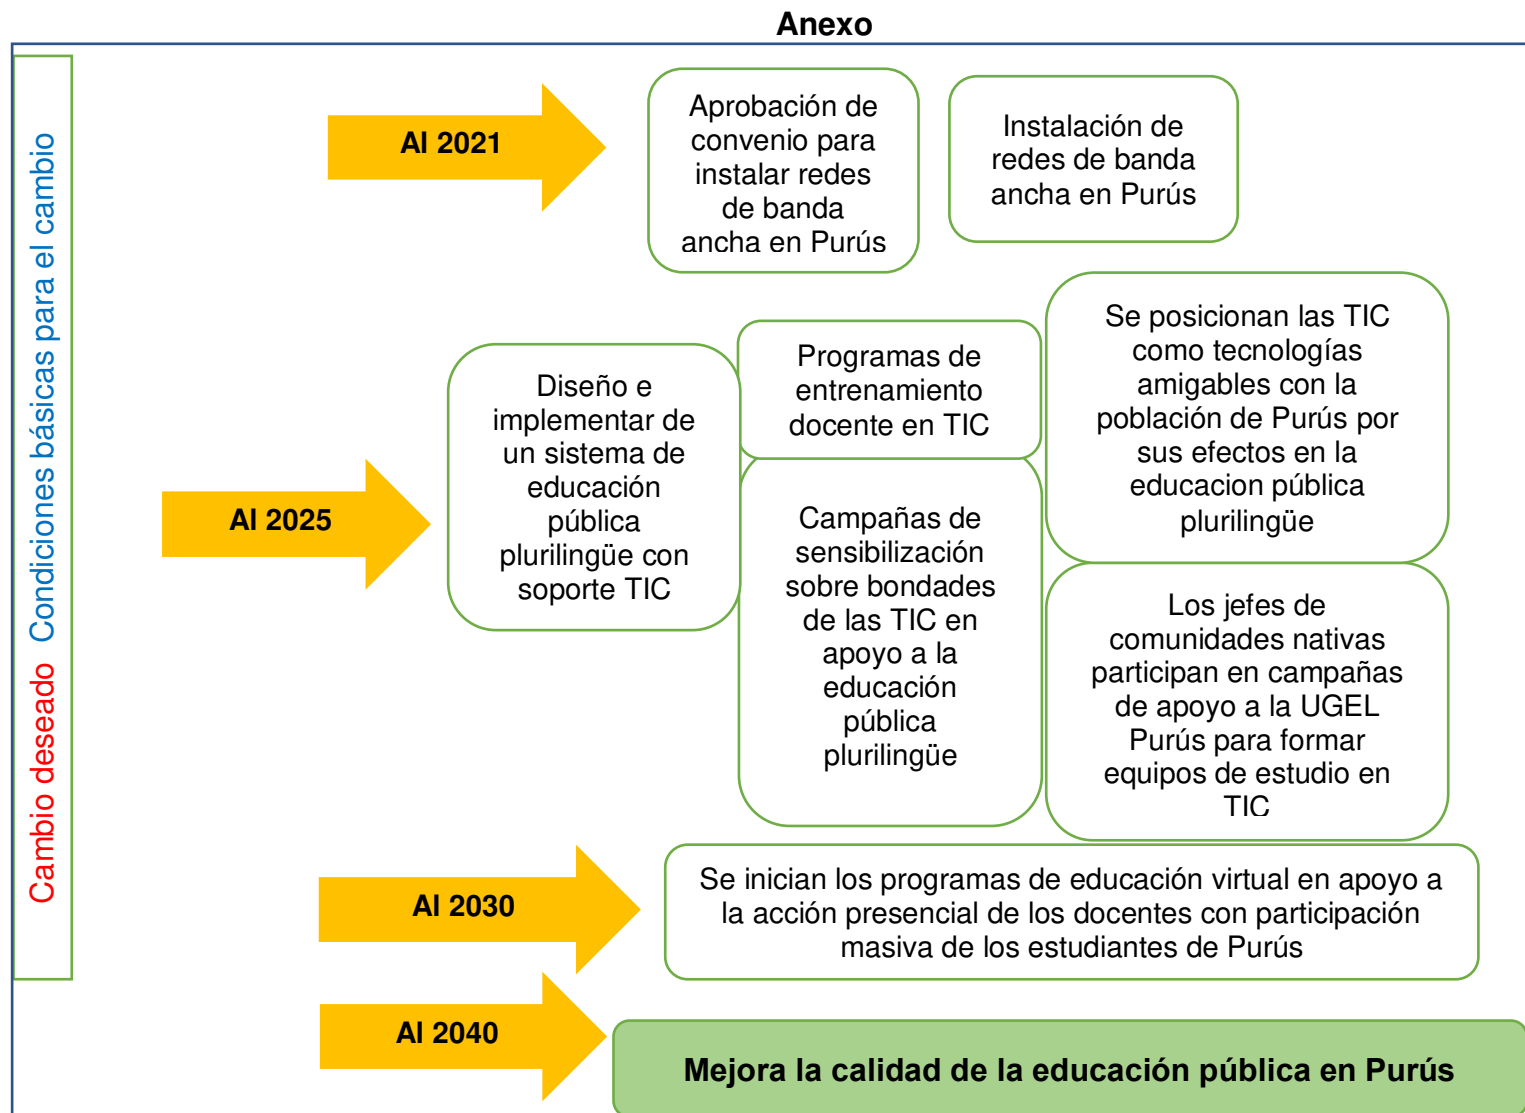 Anexo
Cambio deseado Condiciones básicas para el cambio
Al 2021
Aprobación de
convenio para
instalar redes
de banda
ancha en Purús
Instalación de
redes de banda
ancha en Purús
Al 2025
Diseño e
implementar de
un sistema de
educación
pública
plurilingüe con
soporte TIC
Programas de
entrenamiento
docente en TIC
Campañas de
sensibilización
sobre bondades
de las TIC en
apoyo a la
educación
pública
plurilingüe
Se posicionan las TIC
como tecnologías
amigables con la
población de Purús por
sus efectos en la
educacion pública
plurilingüe
Los jefes de
comunidades nativas
participan en campañas
de apoyo a la UGEL
Purús para formar
equipos de estudio en
TIC
Al 2030
Se inician los programas de educación virtual en apoyo a
la acción presencial de los docentes con participación
masiva de los estudiantes de Purús
Al 2040
Mejora la calidad de la educación pública en Purús